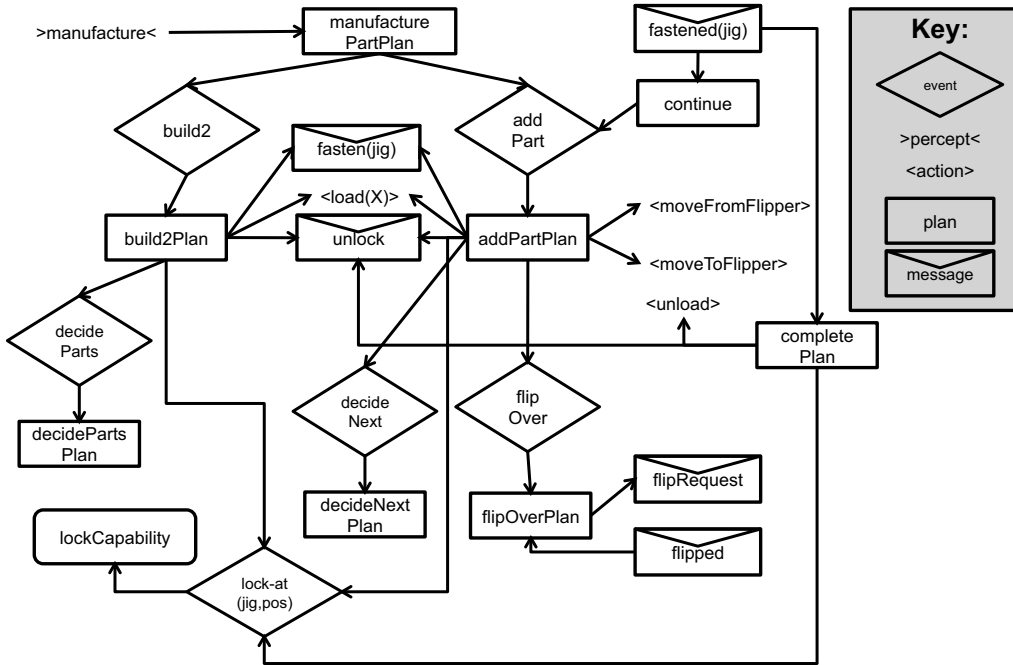 >manufacture<
manufacture
PartPlan
fastened(jig)
Key:
event
>percept<
<action>
plan
message
continue
build2
add
Part
fasten(jig)
<load(X)>
build2Plan
unlock
addPartPlan
<moveFromFlipper>
<moveToFlipper>
<unload>
complete
Plan
decide
Parts
decideParts
Plan
decide
Next
flip
Over
decideNext
Plan
flipOverPlan
flipRequest
flipped
lockCapability
lock-at
(jig,pos)